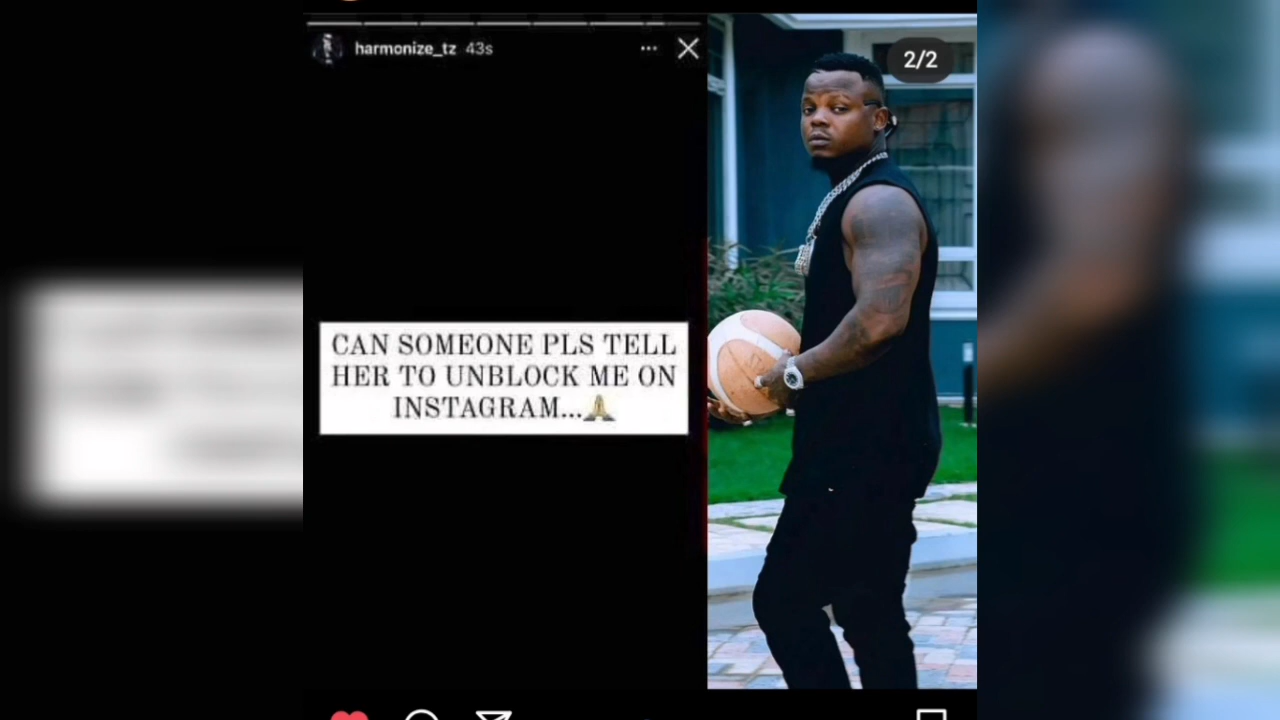 harmonize_tz 43s
2/2
CAN SOMEONE PLS TELL
HER TO UNBLOCK ME ON
INSTAGRAM...🙏